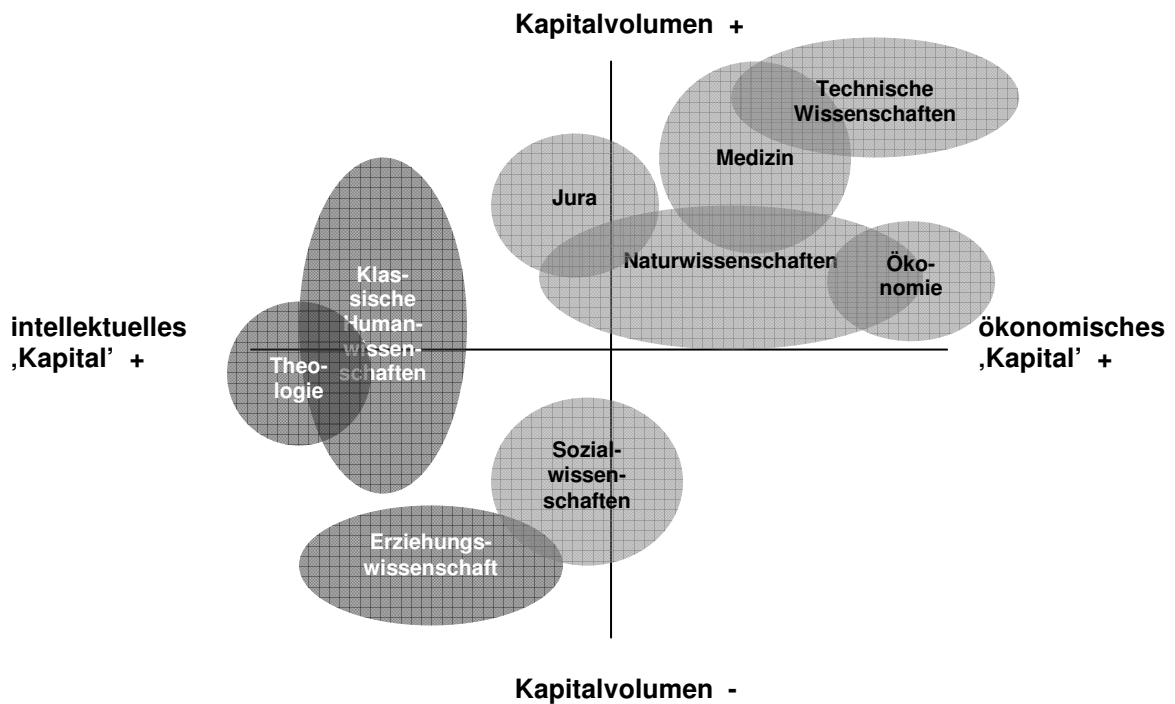 Kapitalvolumen +
Technische
Wissenschaften
Medizin
Jura
Naturwissenschaften
Öko-
nomie
Klas-
sische
Human-
wissen-
schaften
intellektuelles
‚Kapital’ +
ökonomisches
‚Kapital’ +
Theo-
logie
Sozial-
wissen-
schaften
Erziehungs-
wissenschaft
Kapitalvolumen -